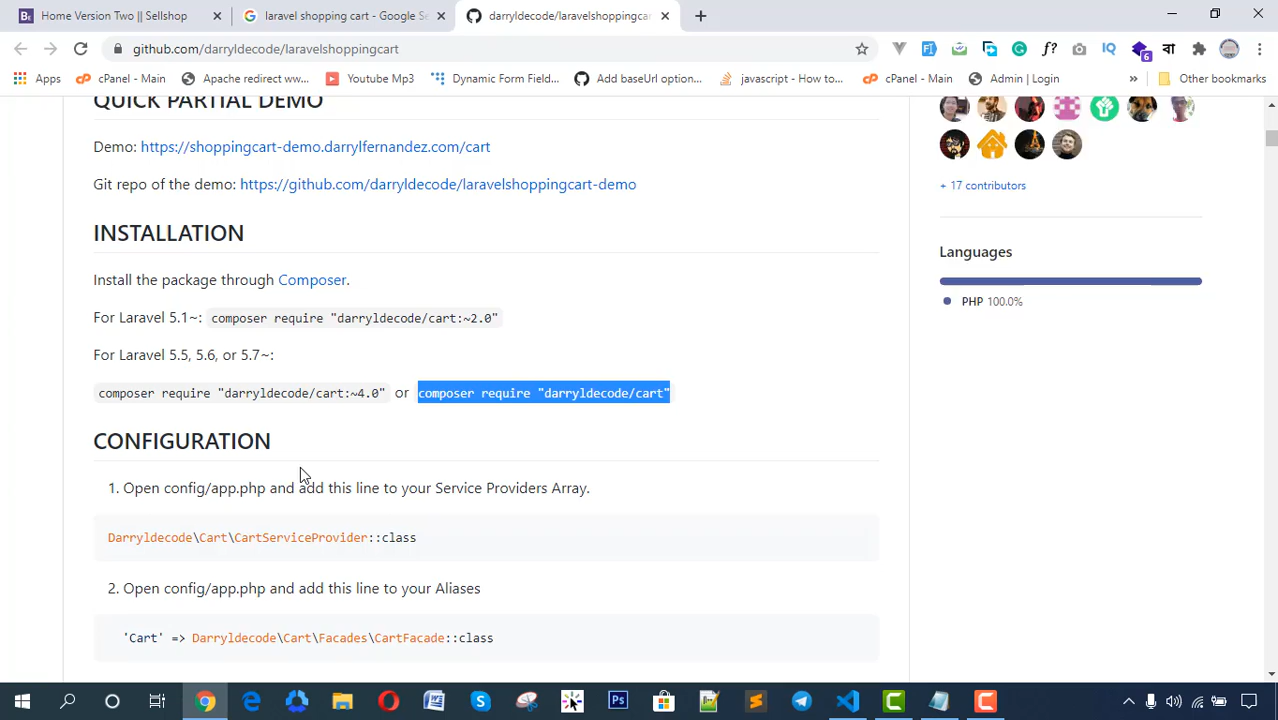 Home Version Two || Sellshop
laravel shopping cart - Google Se
darryldecode/laravelshoppingcar
github.com/darryldecode/laravelshoppingcart
Apps
cPanel - Main
Apache redirect ww...
Youtube Mp3
Dynamic Form Field...
Add baseUrl option...
javascript - How to...
cPanel - Main
Admin | Login
»
Other bookmarks
QUICK PARTIAL DEMO
Demo: https://shoppingcart-demo.darrylfernandez.com/cart
Git repo of the demo: https://github.com/darryldecode/laravelshoppingcart-demo
+ 17 contributors
INSTALLATION
Languages
Install the package through Composer.
PHP 100.0%
For Laravel 5.1~: composer require "darryldecode/cart:~2.0"
For Laravel 5.5, 5.6, or 5.7~:
composer require "darryldecode/cart:~4.0" or composer require "darryldecode/cart"
CONFIGURATION
1. Open config/app.php and add this line to your Service Providers Array.
Darryldecode\Cart\CartServiceProvider::class
2. Open config/app.php and add this line to your Aliases
'Cart' => Darryldecode\Cart\Facades\CartFacade::class